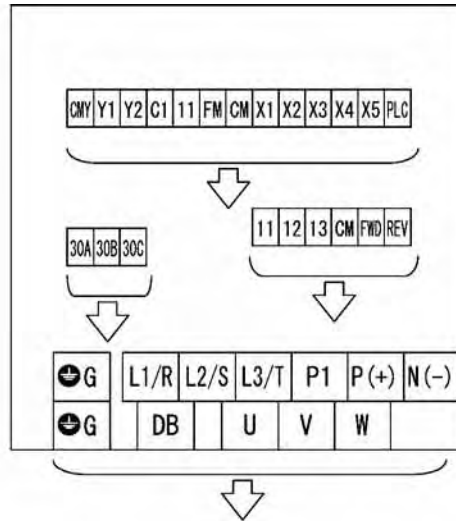 CMY Y1 Y2 C1 11 FM CM X1 X2 X3 X4 X5 PLC
11 12 13 CM FWD REV
30A 30B 30C
G L1/R L2/S L3/T P1 P(+) N(-)
G DB U V W